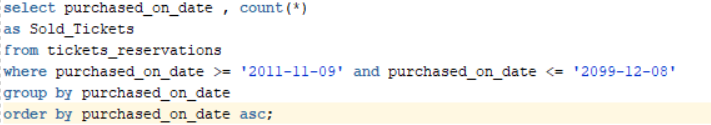 select purchased_on_date , count(*)
as Sold_Tickets
from tickets_reservations
where purchased_on_date >= '2011-11-09' and purchased_on_date <= '2099-12-08'
group by purchased_on_date
order by purchased_on_date asc;